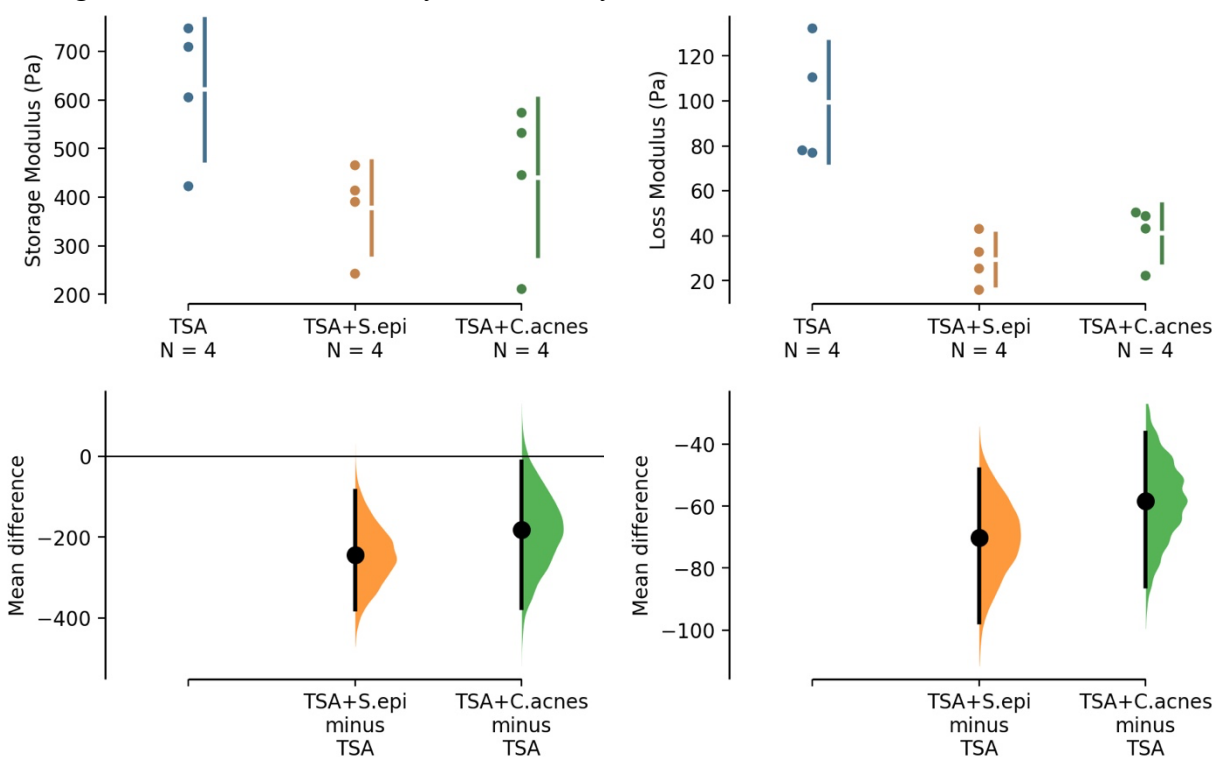 Storage Modulus (Pa)
700
600
500
400
300
200
TSA
N = 4
TSA+S.epi
N = 4
TSA+C.acnes
N = 4
Loss Modulus (Pa)
120
100
80
60
40
20
TSA
N = 4
TSA+S.epi
N = 4
TSA+C.acnes
N = 4
Mean difference
0
−200
−400
TSA+S.epi
minus
TSA
TSA+C.acnes
minus
TSA
Mean difference
−40
−60
−80
−100
TSA+S.epi
minus
TSA
TSA+C.acnes
minus
TSA